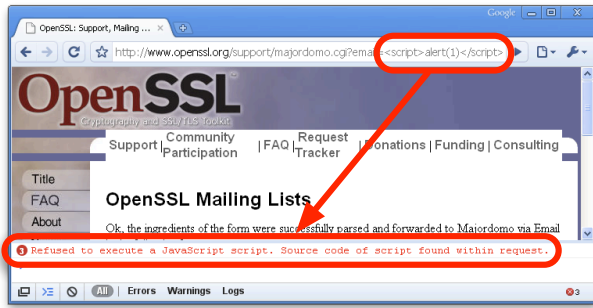 Google
OpenSSL: Support, Mailing ...
http://www.openssl.org/support/majordomo.cgi?email=<script>alert(1)</script>
OpenSSL
Cryptography and SSL/TLS Toolkit
Support | Community Participation | FAQ | Request Tracker | Donations | Funding | Consulting
Title
FAQ
About
OpenSSL Mailing Lists
Ok, the ingredients of the form were successfully parsed and forwarded to Majordomo via Email
Refused to execute a JavaScript script. Source code of script found within request.
All | Errors Warnings Logs
3